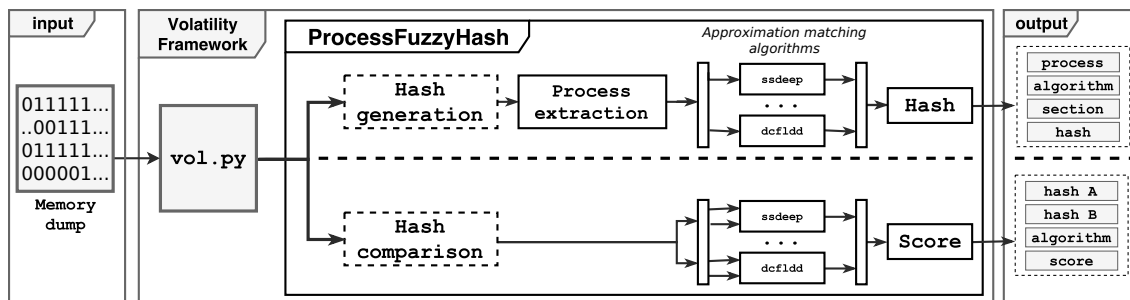 input
011111...
..00111...
011111...
000001...
Memory
dump
Volatility
Framework
vol.py
ProcessFuzzyHash
Approximation matching
algorithms
Hash
generation
Process
extraction
ssdeep
...
dcfldd
Hash
Hash
comparison
ssdeep
...
dcfldd
Score
output
process
algorithm
section
hash
hash A
hash B
algorithm
score